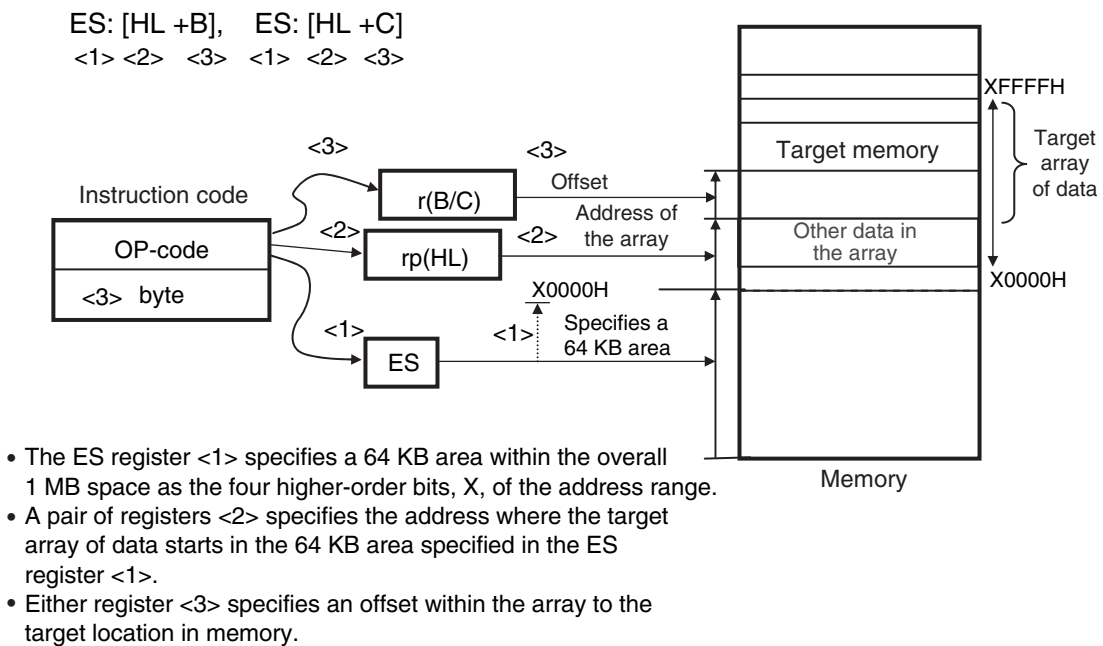 ES: [HL +B],   ES: [HL +C]
<1> <2> <3> <1> <2> <3>
XFFFFH
Target
array
of data
Target memory
<3>
<3>
Instruction code
r(B/C)
Offset
OP-code
<2>
rp(HL)
<2>
Address of
the array
Other data in
the array
<3> byte
X0000H
X0000H
<1>
ES
<1>
Specifies a
64 KB area
Memory
• The ES register <1> specifies a 64 KB area within the overall
1 MB space as the four higher-order bits, X, of the address range.
• A pair of registers <2> specifies the address where the target
array of data starts in the 64 KB area specified in the ES
register <1>.
• Either register <3> specifies an offset within the array to the
target location in memory.